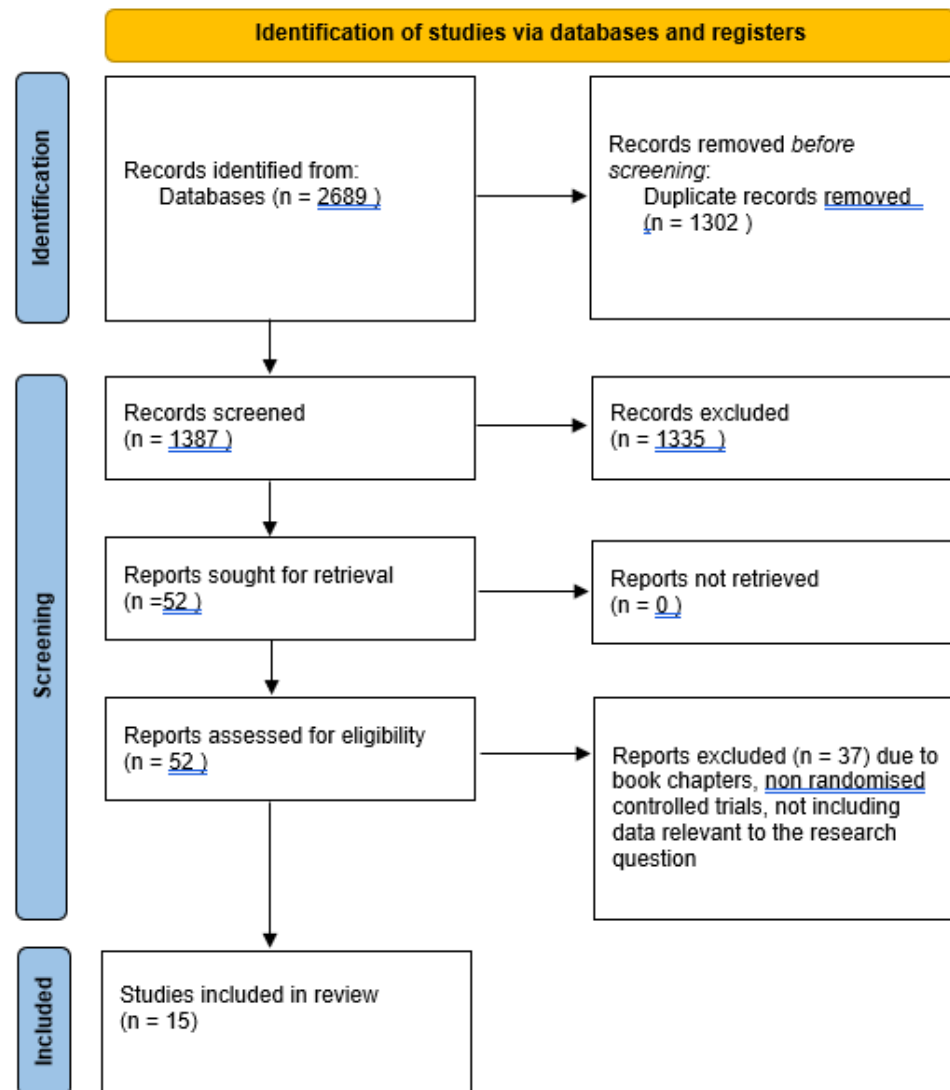 Identification of studies via databases and registers
Identification
Records identified from:
Databases (n = 2689 )
Records removed before
screening:
Duplicate records removed
(n = 1302 )
Screening
Records screened
(n = 1387 )
Records excluded
(n = 1335 )
Reports sought for retrieval
(n =52 )
Reports not retrieved
(n = 0 )
Reports assessed for eligibility
(n = 52 )
Reports excluded (n = 37) due to
book chapters, non randomised
controlled trials, not including
data relevant to the research
question
Included
Studies included in review
(n = 15)